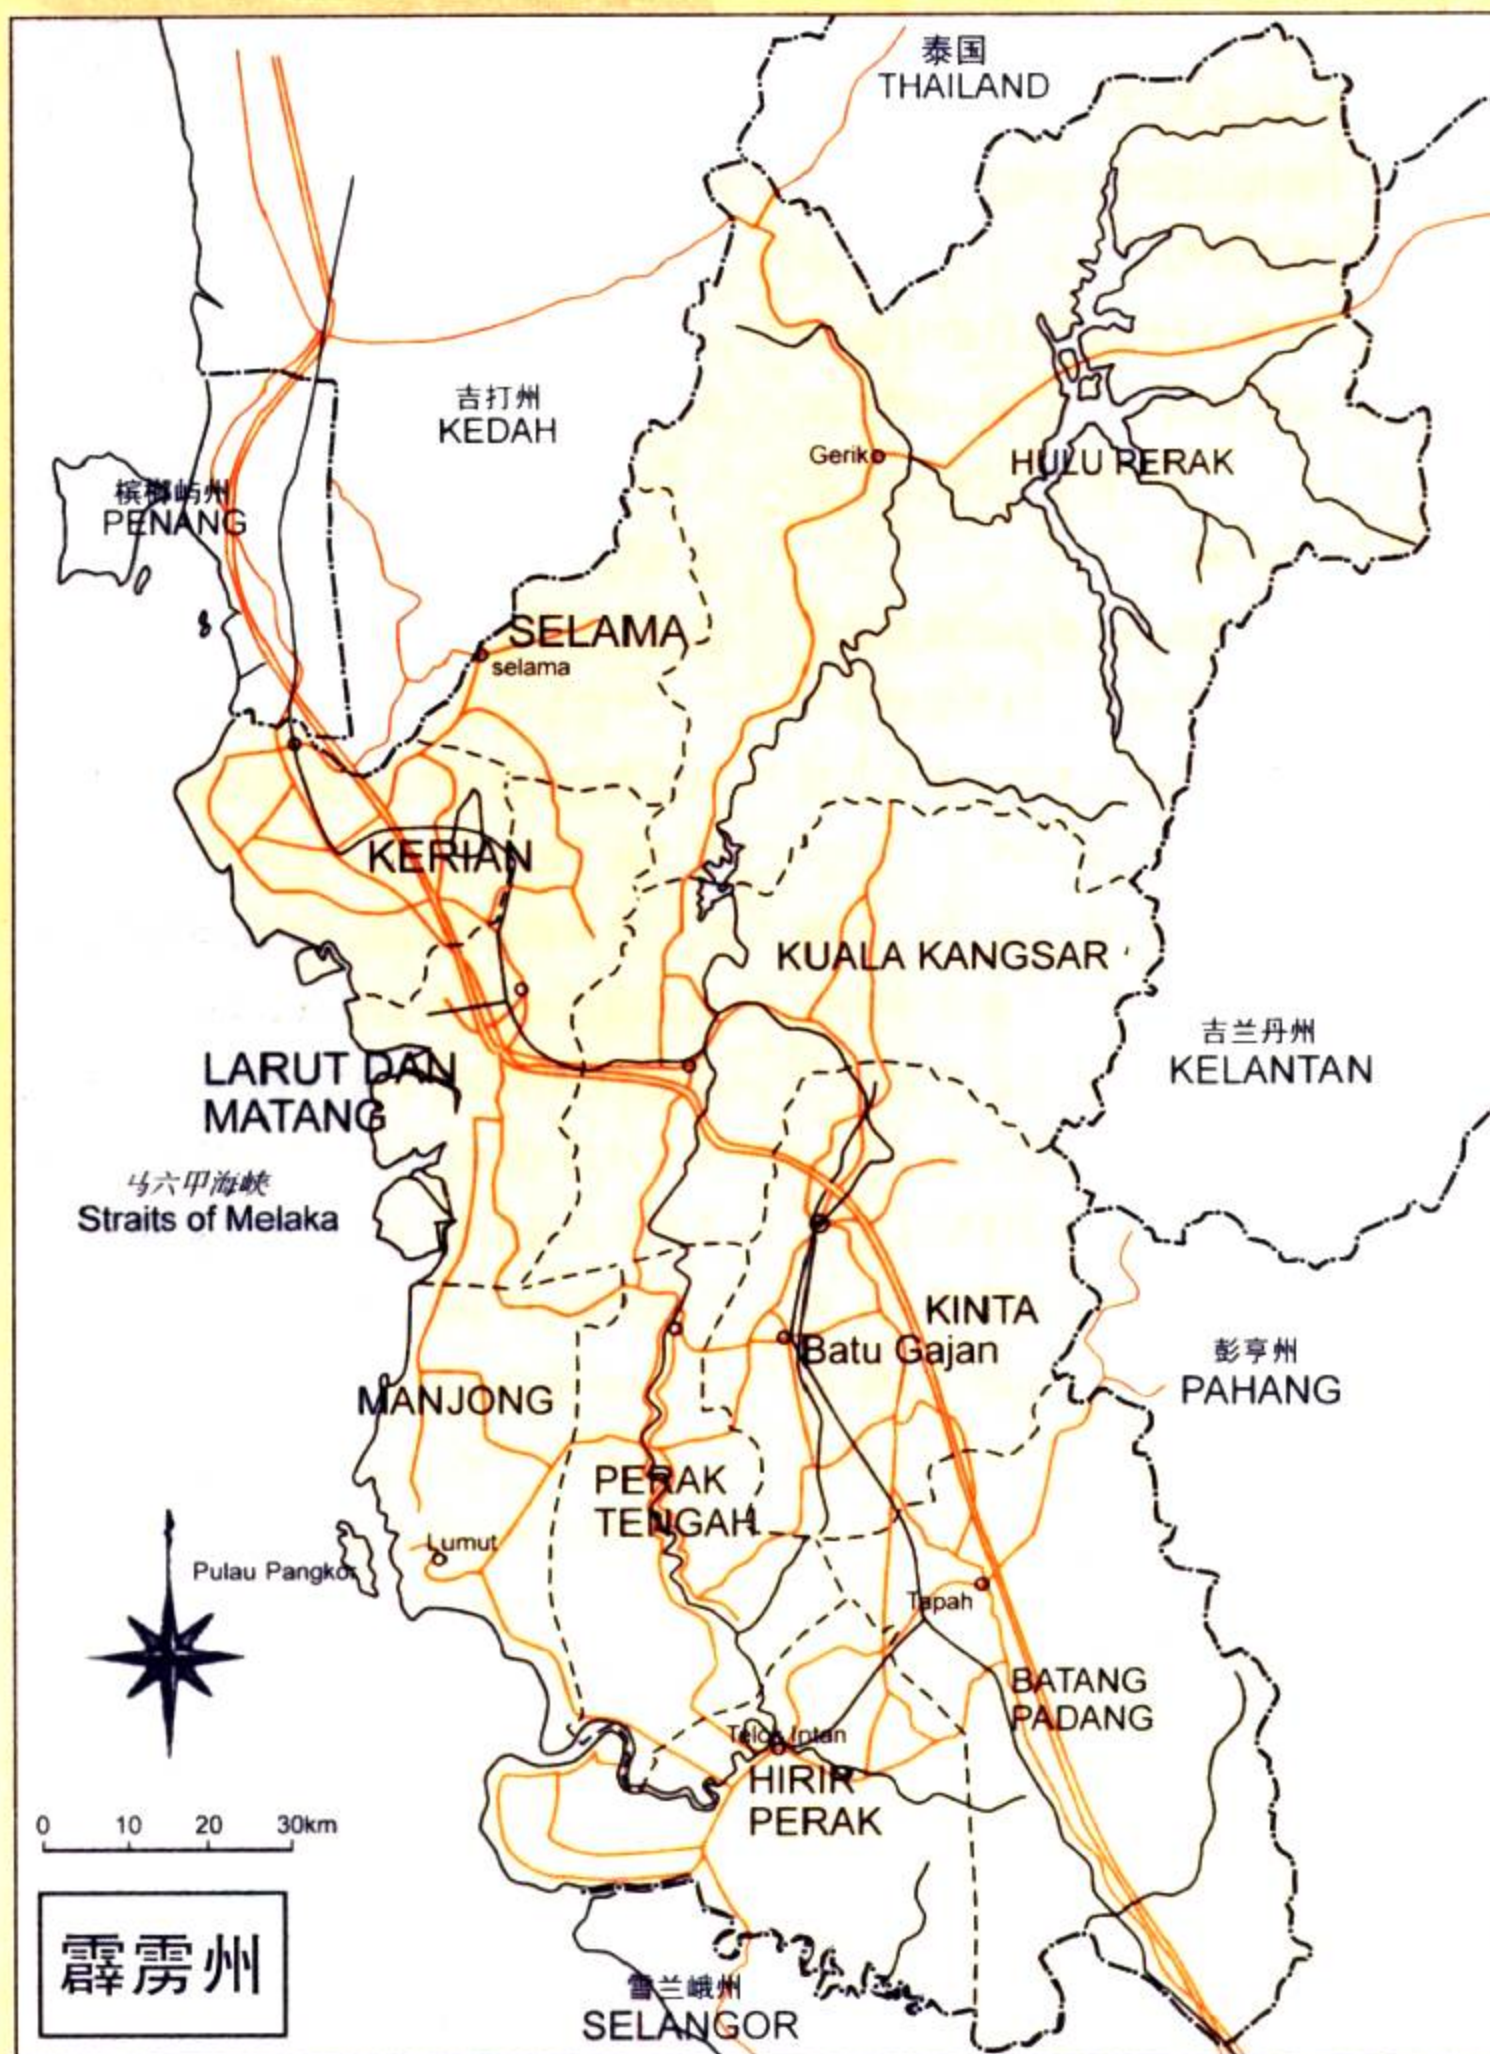 泰国
THAILAND
吉打州
KEDAH
Gerik
HULU PERAK
槟榔屿州
PENANG
SELAMA
selama
KERIAN
KUALA KANGSAR
吉兰丹州
KELANTAN
LARUT DAN
MATANG
马六甲海峡
Straits of Melaka
KINTA
Batu Gajan
彭亨州
PAHANG
MANJONG
PERAK
TENGAH
Lumut
Pulau Pangkor
Tapah
BATANG
PADANG
Telok Intan
HIRIR
PERAK
0 10 20 30km
霹雳州
雪兰峨州
SELANGOR